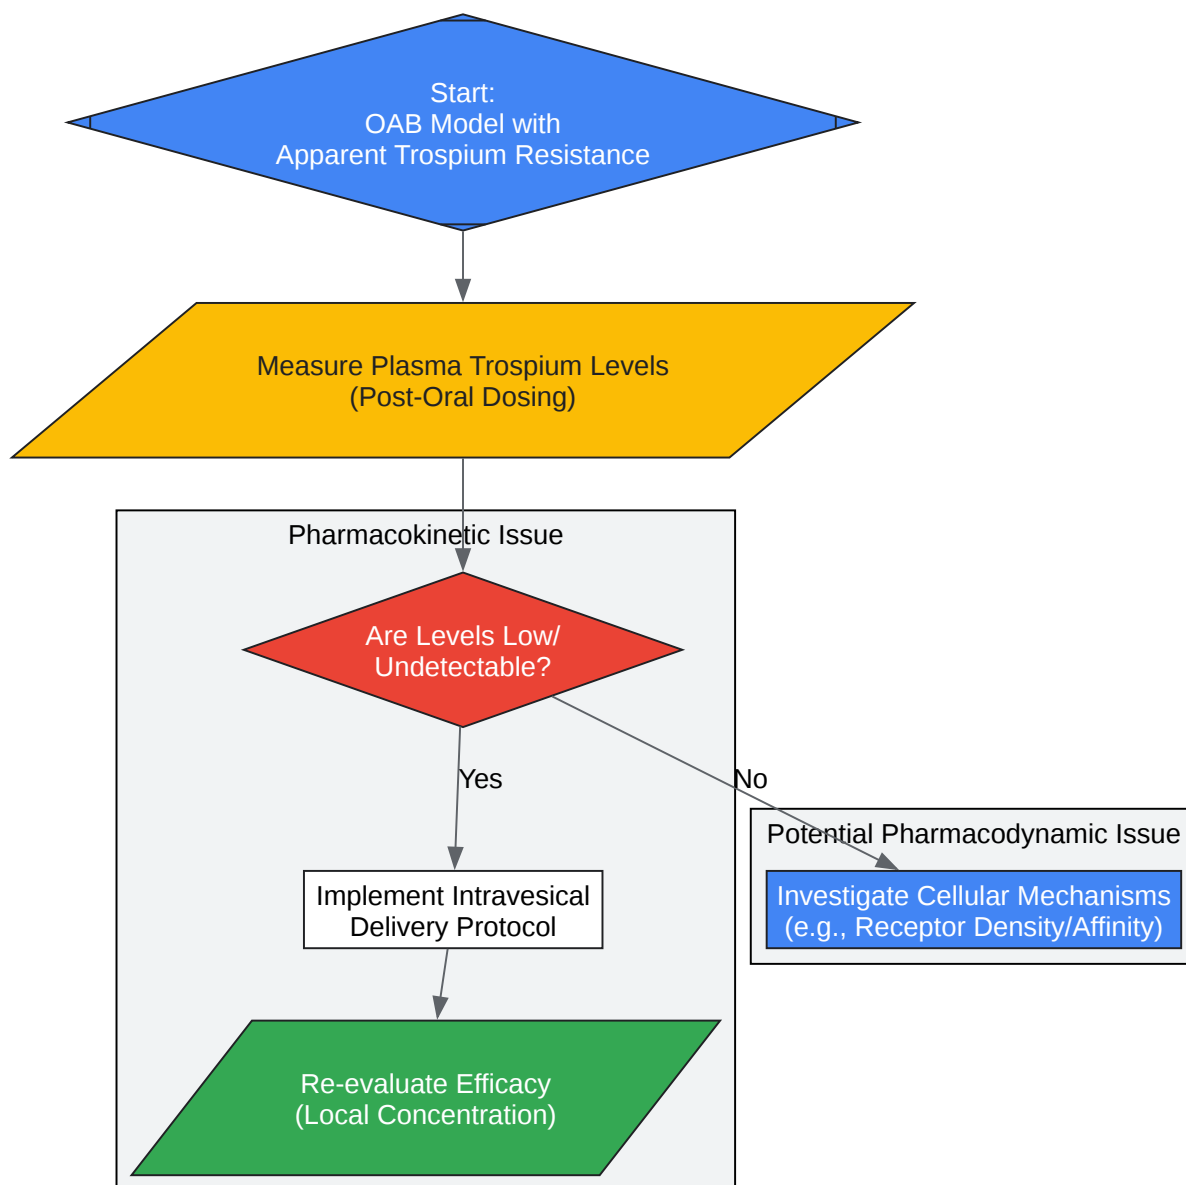 Start:
OAB Model with
Apparent Trospium Resistance
Measure Plasma Trospium Levels
(Post-Oral Dosing)
Pharmacokinetic Issue
Are Levels Low/
Undetectable?
Yes
No
Potential Pharmacodynamic Issue
Implement Intravesical
Delivery Protocol
Investigate Cellular Mechanisms
(e.g., Receptor Density/Affinity)
Re-evaluate Efficacy
(Local Concentration)